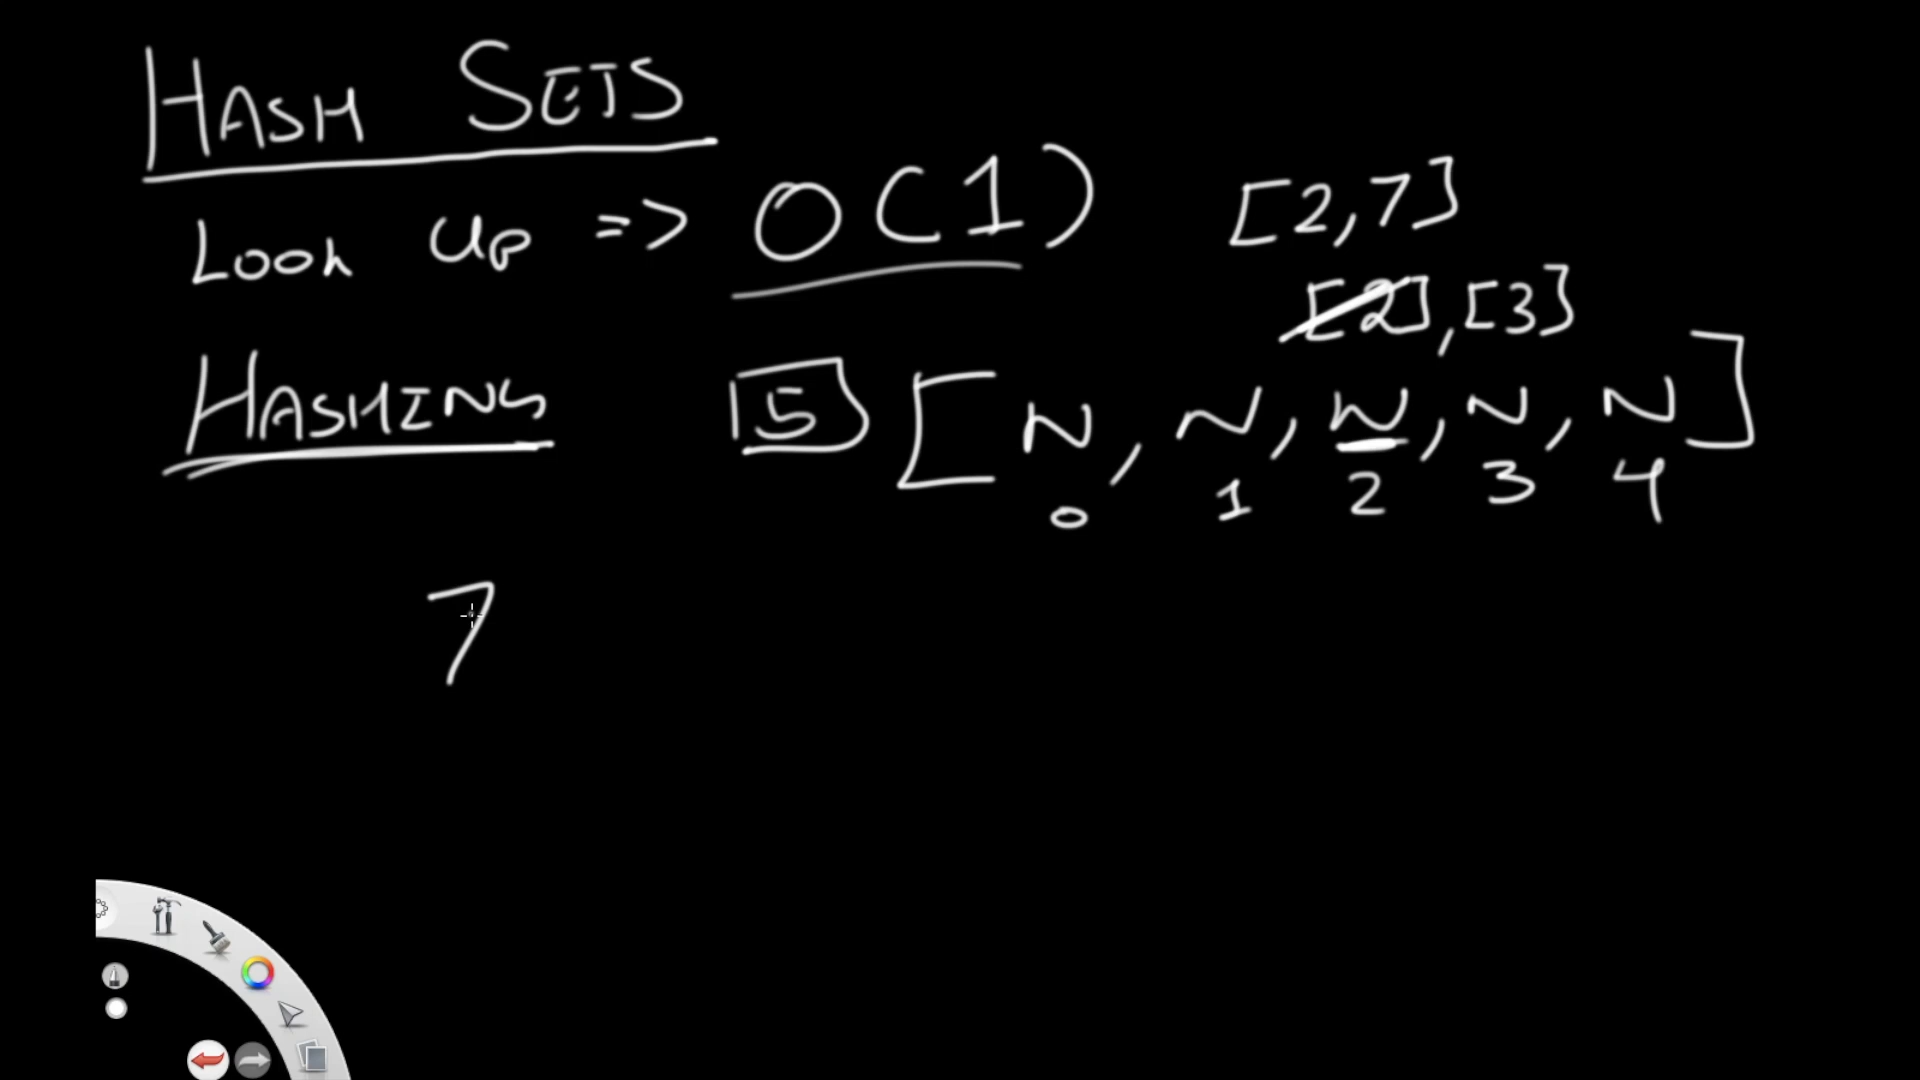 HASH SETS
Look Up => O(1) [2,7]
[2],[3]
HASHING 5 [N, N, N, N, N]
0 1 2 3 4
7